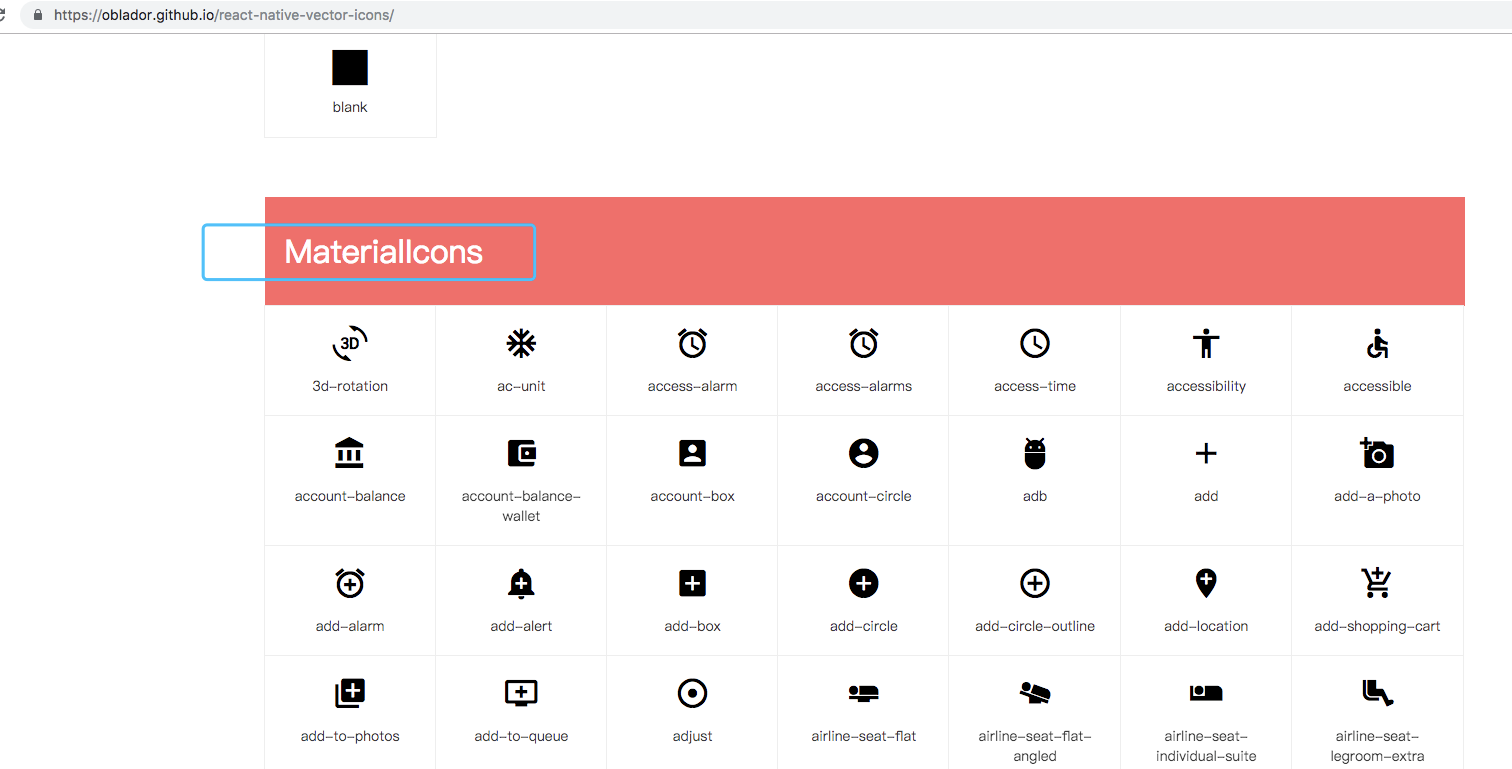 https://oblador.github.io/react-native-vector-icons/
blank
MaterialIcons
3D
3d-rotation
ac-unit
access-alarm
access-alarms
access-time
accessibility
accessible
account-balance
account-balance-
wallet
account-box
account-circle
adb
add
add-a-photo
add-alarm
add-alert
add-box
add-circle
add-circle-outline
add-location
add-shopping-cart
add-to-photos
add-to-queue
adjust
airline-seat-flat
airline-seat-flat-
angled
airline-seat-
individual-suite
airline-seat-
legroom-extra